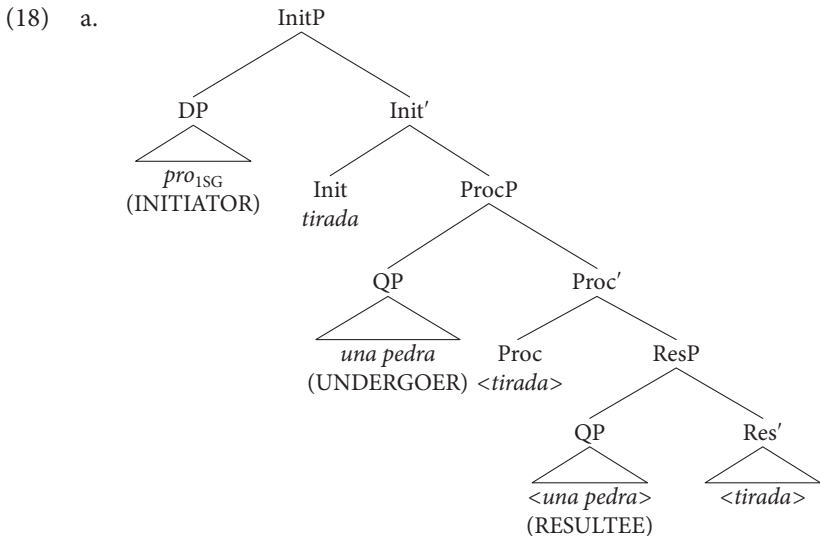 (18) a.
InitP
DP Init′
pro1SG
(INITIATOR)
Init ProcP
tirada
QP Proc′
una pedra
(UNDERGOER)
Proc ResP
<tirada>
QP Res′
<una pedra> <tirada>
(RESULTEE)